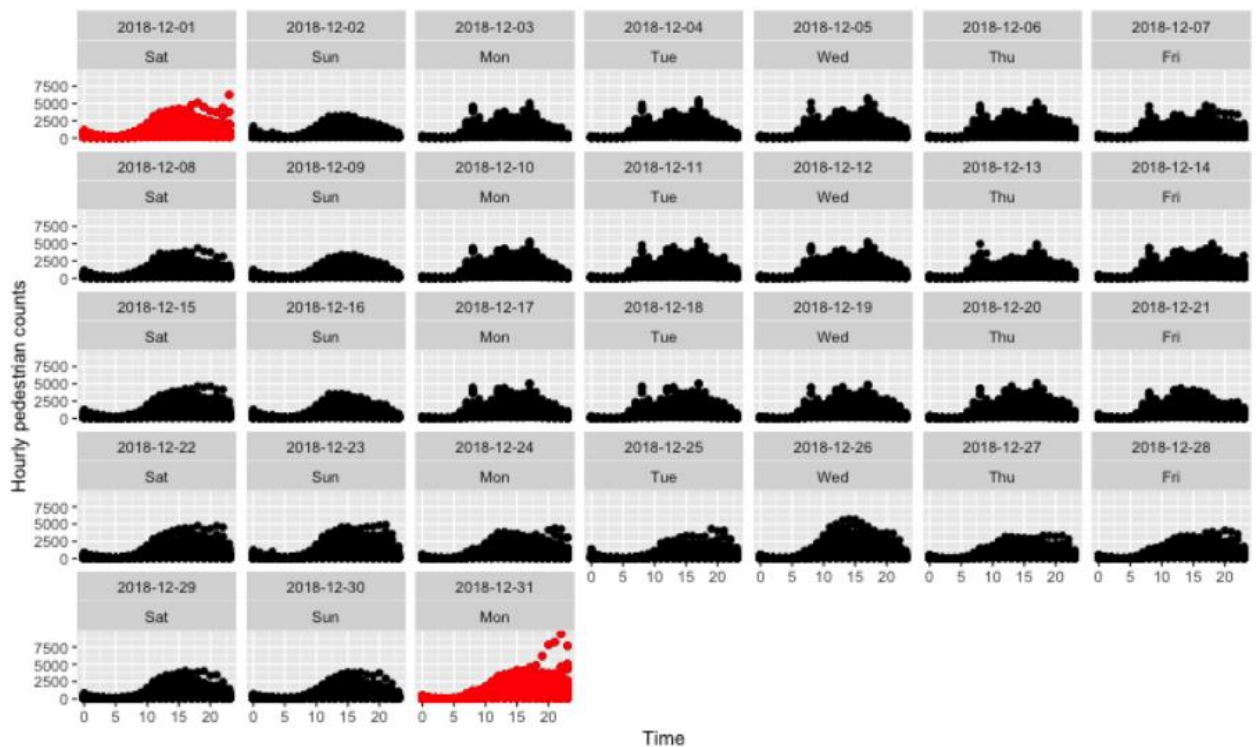 2018-12-01 2018-12-02 2018-12-03 2018-12-04 2018-12-05 2018-12-06 2018-12-07
Sat Sun Mon Tue Wed Thu Fri
7500
5000
2500
0
2018-12-08 2018-12-09 2018-12-10 2018-12-11 2018-12-12 2018-12-13 2018-12-14
Sat Sun Mon Tue Wed Thu Fri
7500
5000
2500
0
Hourly pedestrian counts
2018-12-15 2018-12-16 2018-12-17 2018-12-18 2018-12-19 2018-12-20 2018-12-21
Sat Sun Mon Tue Wed Thu Fri
7500
5000
2500
0
2018-12-22 2018-12-23 2018-12-24 2018-12-25 2018-12-26 2018-12-27 2018-12-28
Sat Sun Mon Tue Wed Thu Fri
7500
5000
2500
0
0 5 10 15 20 0 5 10 15 20 0 5 10 15 20 0 5 10 15 20
2018-12-29 2018-12-30 2018-12-31
Sat Sun Mon
7500
5000
2500
0
0 5 10 15 20 0 5 10 15 20 0 5 10 15 20
Time